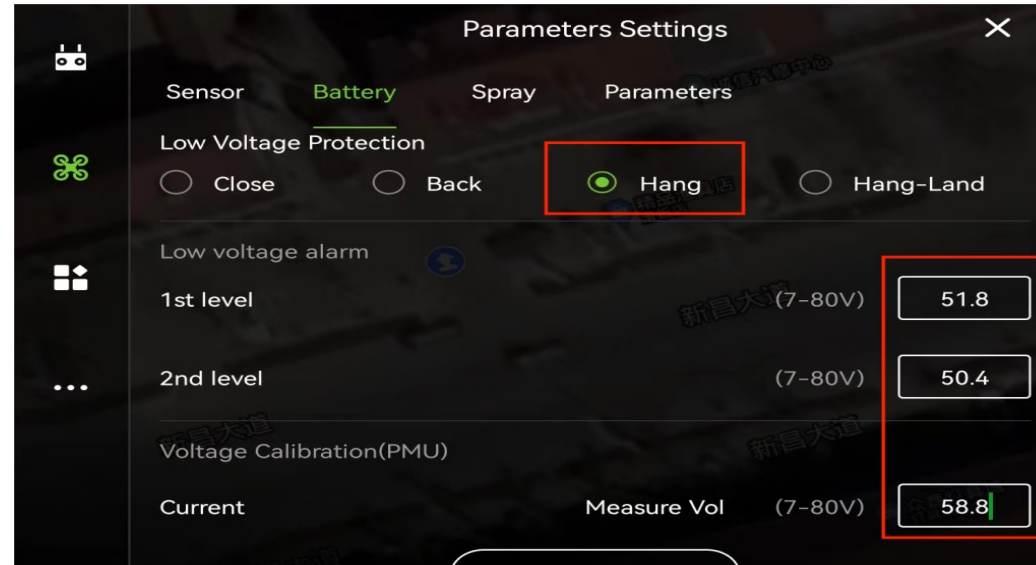 Parameters Settings
Sensor Battery Spray Parameters
Low Voltage Protection
Close Back Hang Hang-Land
Low voltage alarm
1st level (7-80V) 51.8
新昌大道
2nd level (7-80V) 50.4
新昌大道
新昌大道
Voltage Calibration(PMU)
Current Measure Vol (7-80V) 58.8